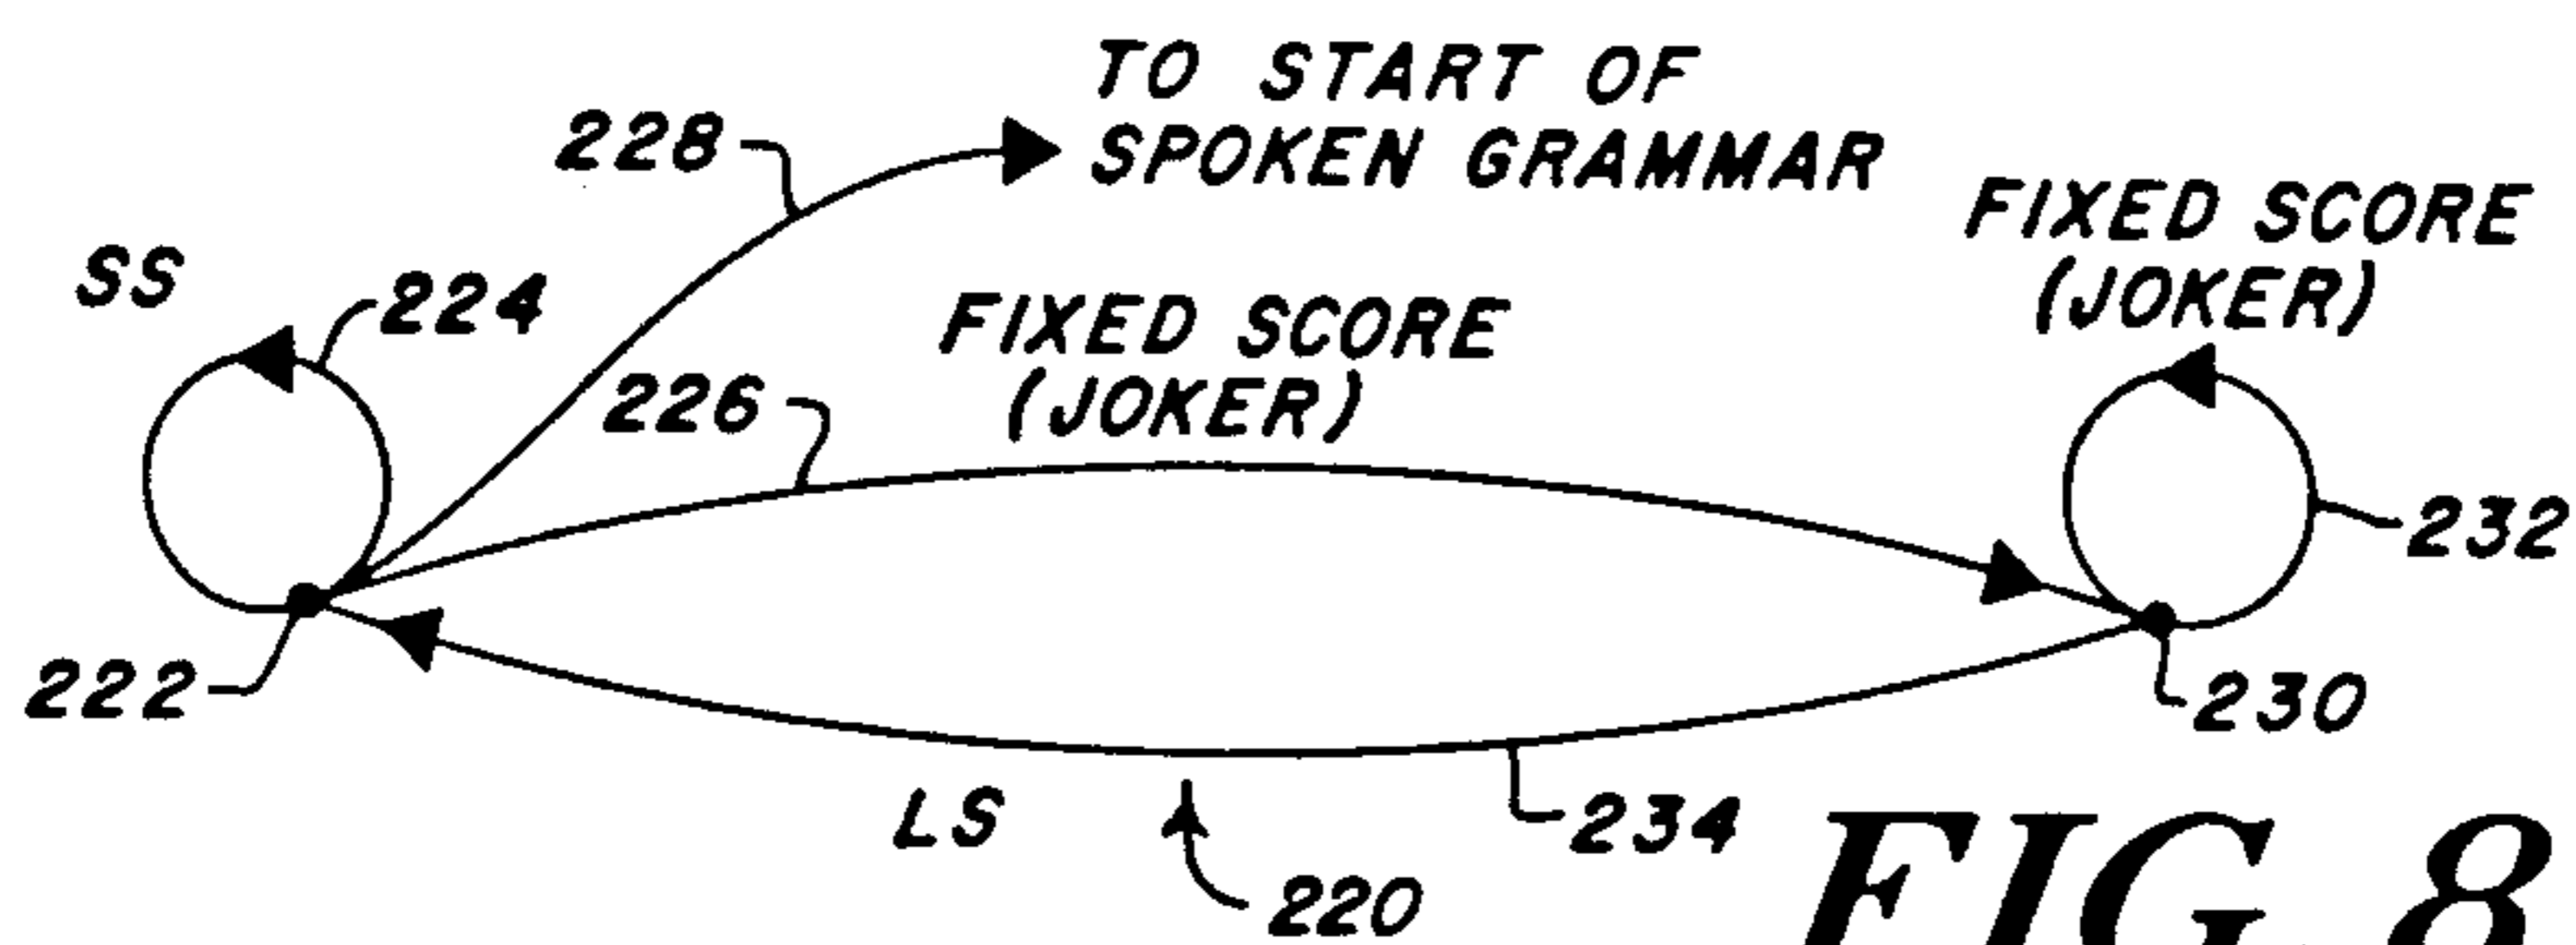 TO START OF
228
SPOKEN GRAMMAR
FIXED SCORE
(JOKER)
SS
224
FIXED SCORE
(JOKER)
226
232
222
230
LS
234
220
FIG. 8